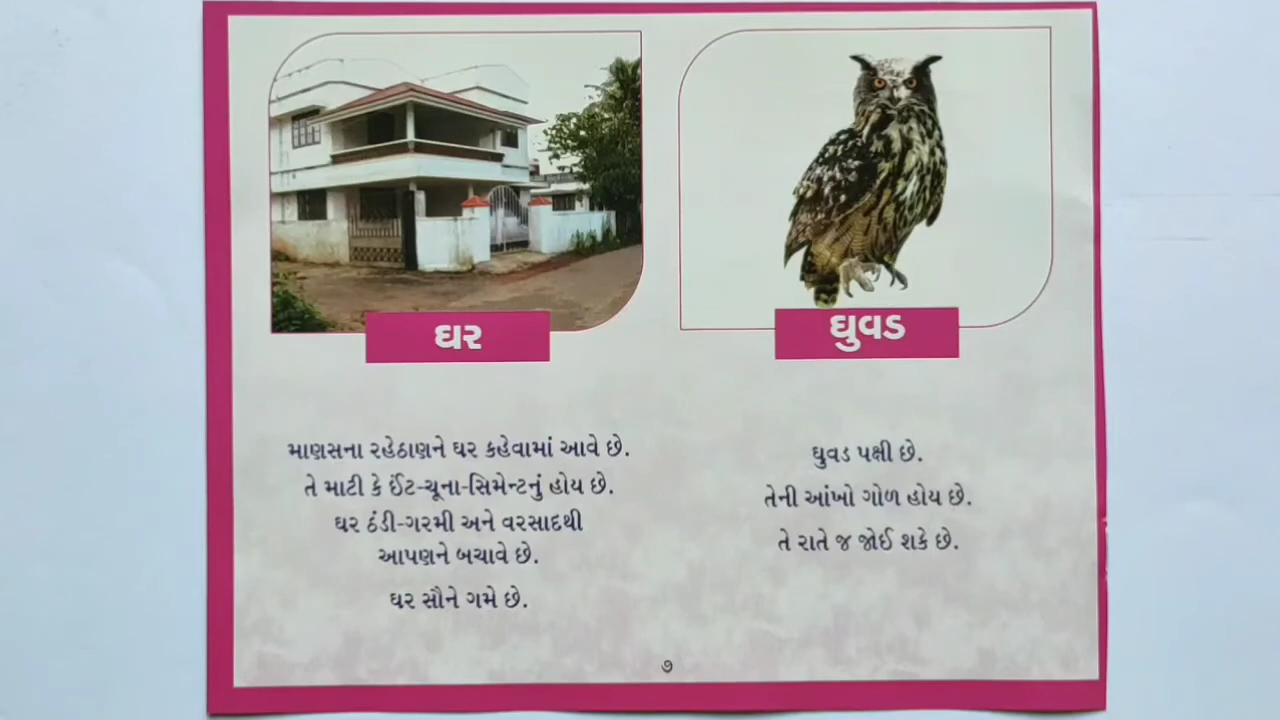 ઘર
માણસના રહેઠાણને ઘર કહેવામાં આવે છે.
તે માટી કે ઈંટ-ચૂના-સિમેન્ટનું હોય છે.
ઘર ઠંડી-ગરમી અને વરસાદથી
આપણને બચાવે છે.
ઘર સૌને ગમે છે.
ઘુવડ
ઘુવડ પક્ષી છે.
તેની આંખો ગોળ હોય છે.
તે રાતે જ જોઈ શકે છે.
૭